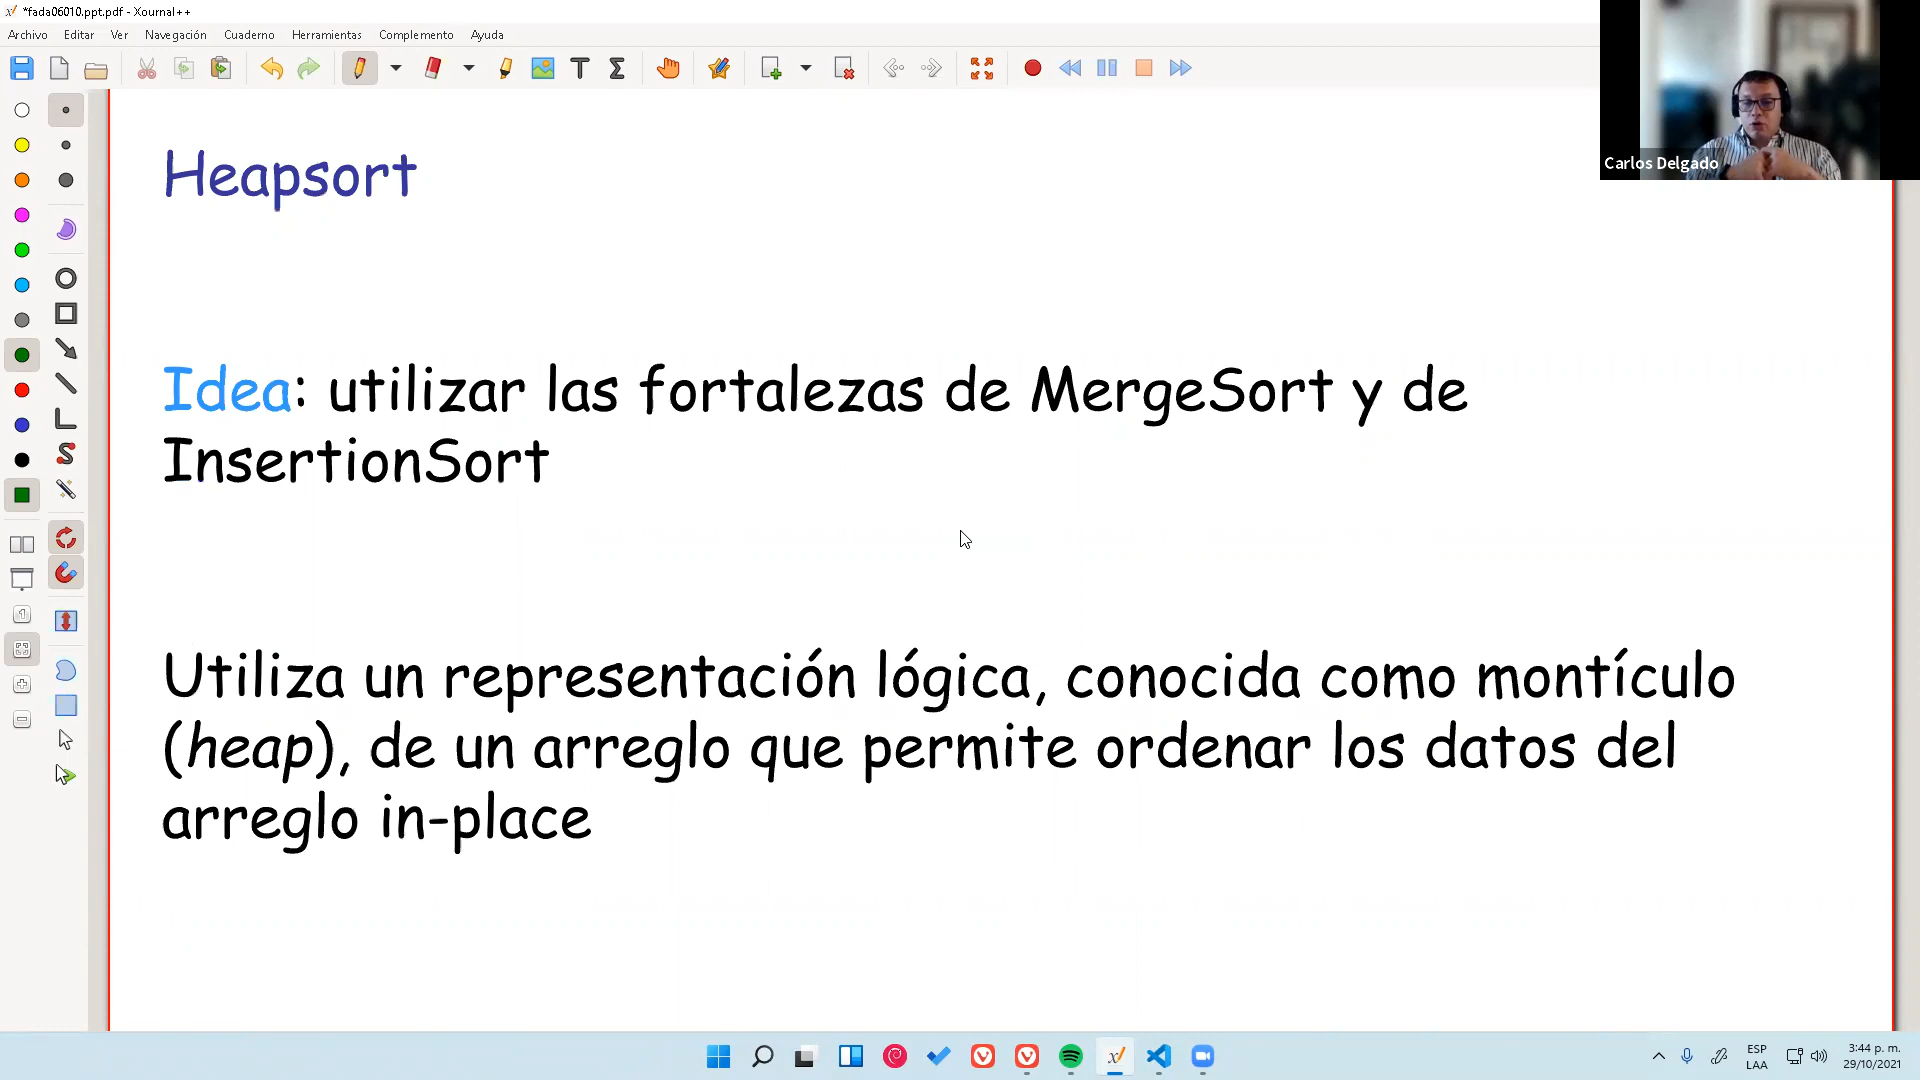 *fada06010.ppt.pdf - Xournal++
Archivo Editar Ver Navegación Cuaderno Herramientas Complemento Ayuda
Carlos Delgado
Heapsort
Idea: utilizar las fortalezas de MergeSort y de
InsertionSort
Utiliza un representación lógica, conocida como montículo
(heap), de un arreglo que permite ordenar los datos del
arreglo in-place
ESP
LAA
3:44 p. m.
29/10/2021